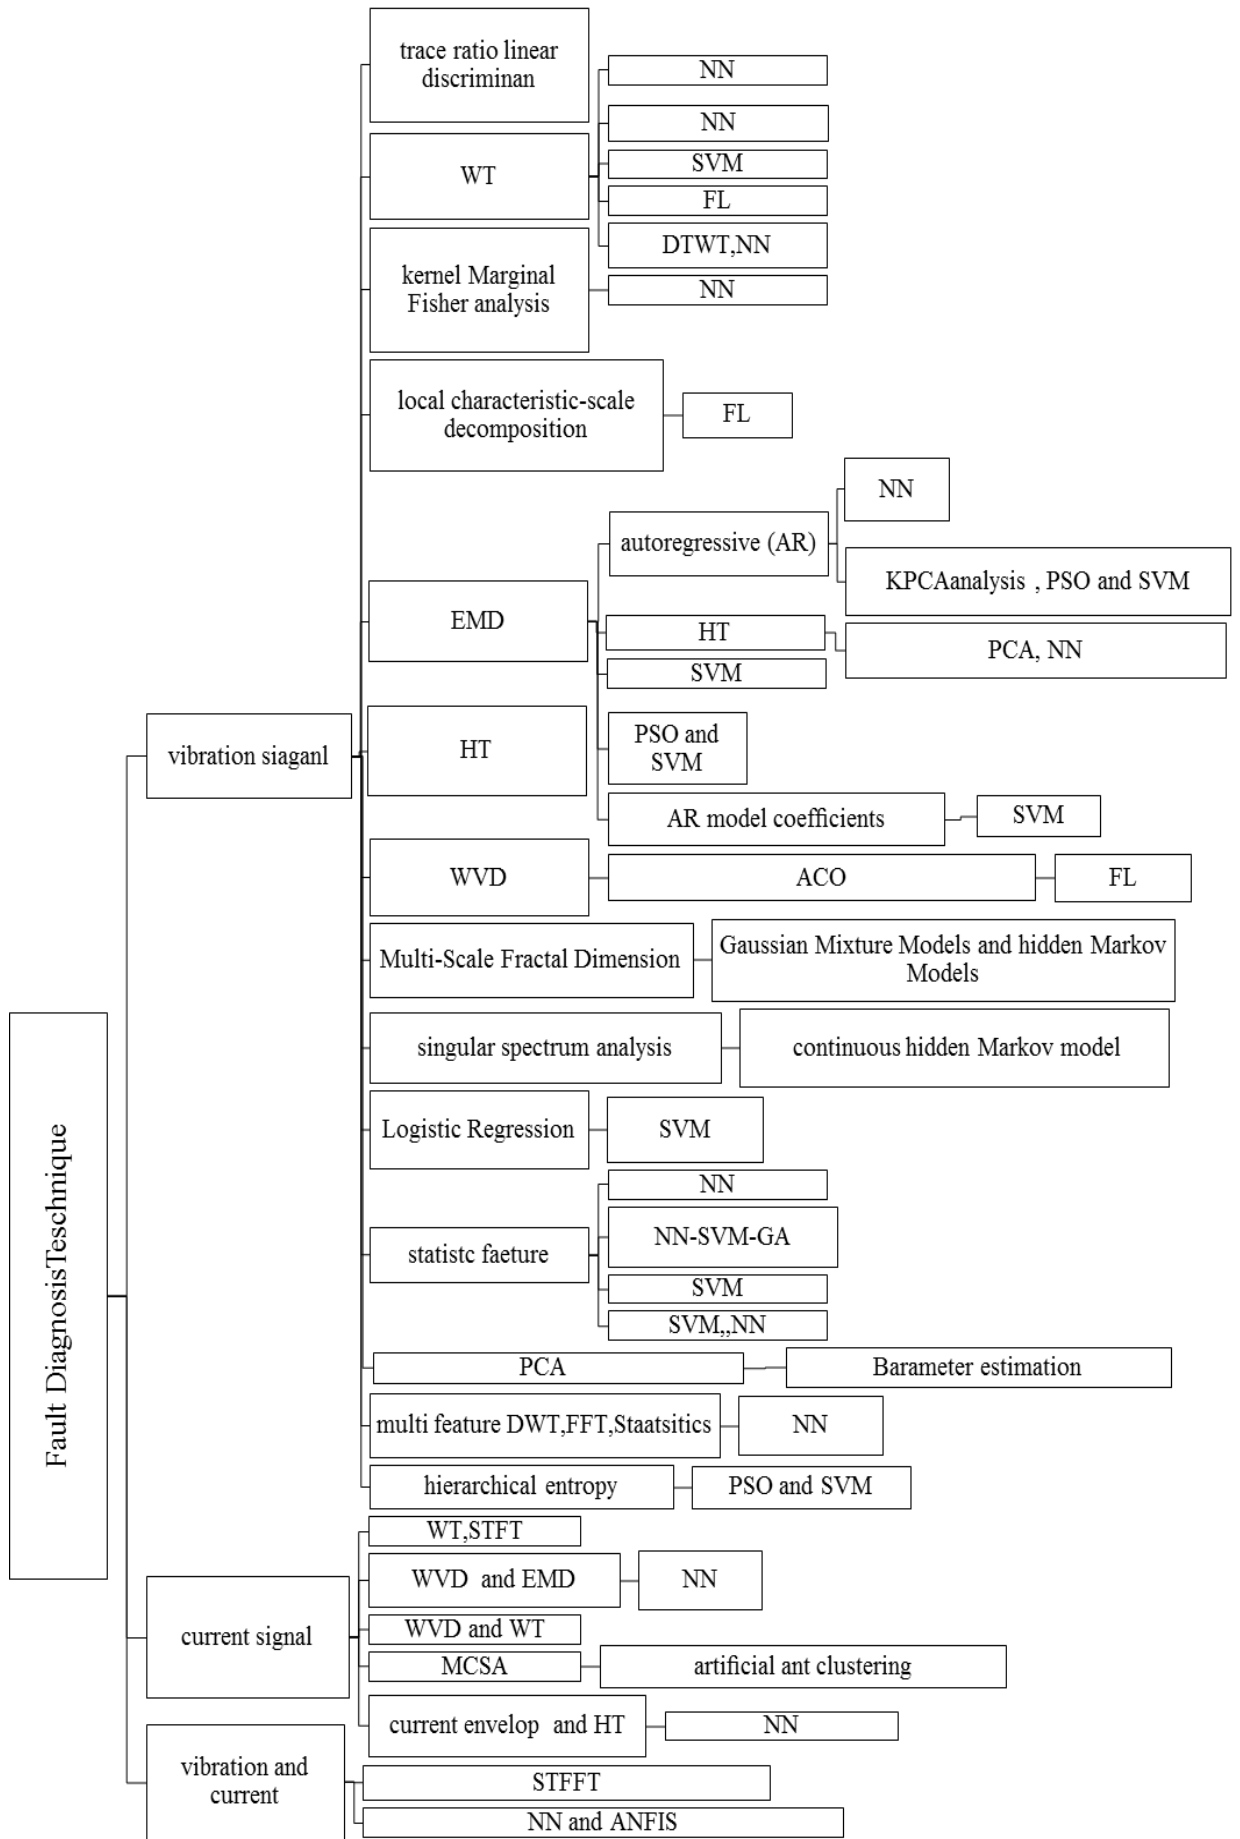 Fault DiagnosisTeschnique
vibration siaganl
trace ratio linear
discriminan
WT
NN
NN
SVM
FL
DTWT,NN
kernel Marginal
Fisher analysis
NN
local characteristic-scale
decomposition
FL
EMD
autoregressive (AR)
NN
KPCAanalysis , PSO and SVM
HT
PCA, NN
SVM
PSO and
SVM
AR model coefficients
SVM
HT
WVD
ACO
FL
Multi-Scale Fractal Dimension
Gaussian Mixture Models and hidden Markov
Models
singular spectrum analysis
continuous hidden Markov model
Logistic Regression
SVM
statistc faeture
NN
NN-SVM-GA
SVM
SVM,,NN
PCA
Barameter estimation
multi feature DWT,FFT,Staatsitics
NN
hierarchical entropy
PSO and SVM
current signal
WT,STFT
WVD  and EMD
NN
WVD and WT
MCSA
artificial ant clustering
current envelop  and HT
NN
vibration and
current
STFFT
NN and ANFIS